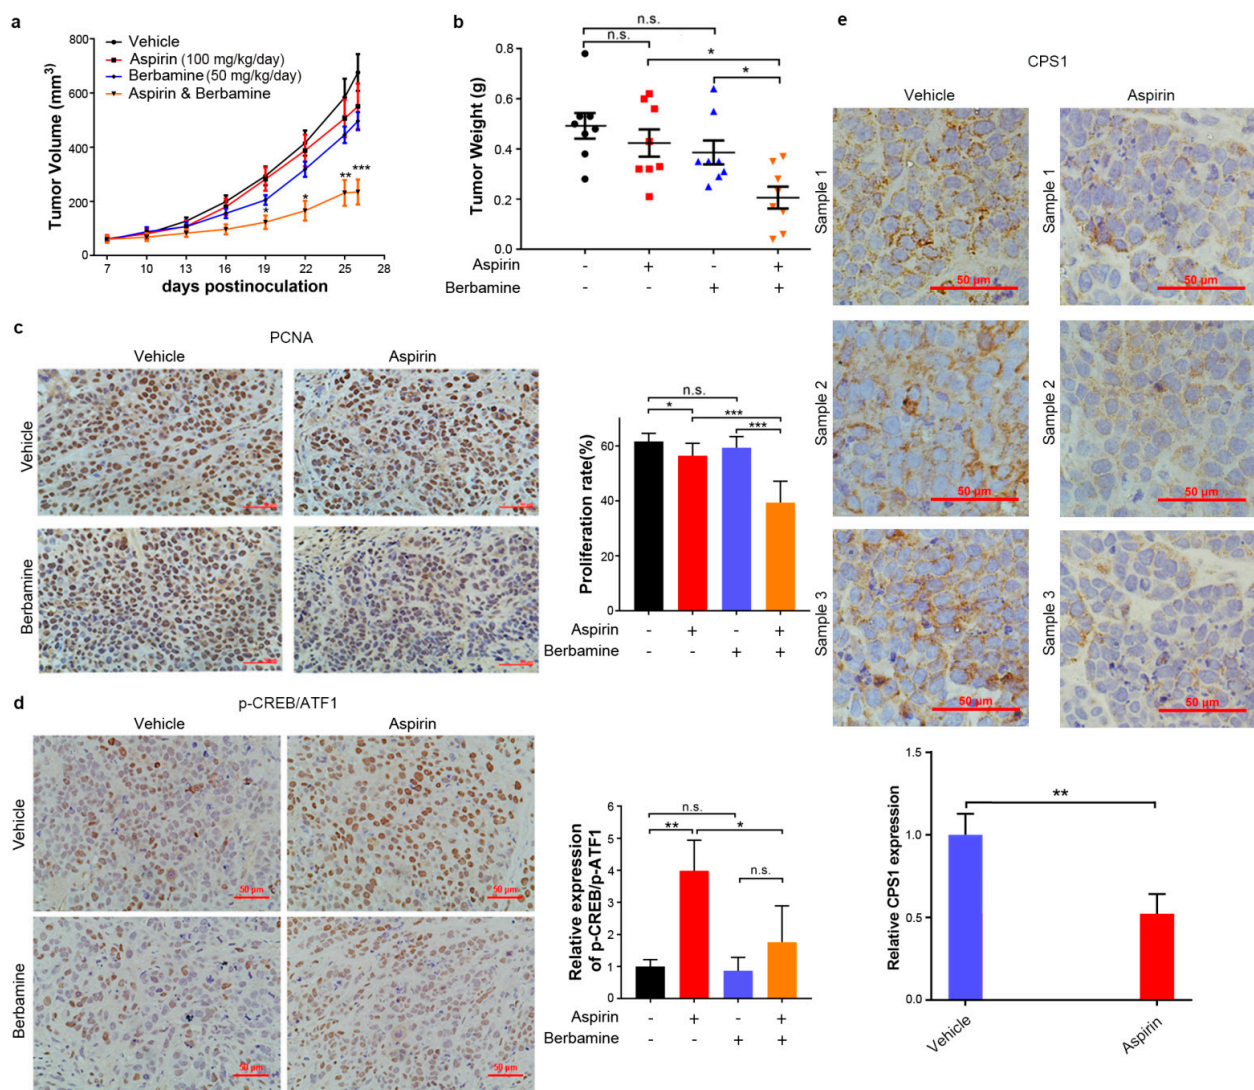 a
Vehicle
Aspirin (100 mg/kg/day)
Berbamine (50 mg/kg/day)
Aspirin & Berbamine
Tumor Volume (mm3)
800
600
400
200
0
* * ** ***
7 10 13 16 19 22 25 28
days postinoculation
b
n.s.
n.s.
*
*
Tumor Weight (g)
0.8
0.6
0.4
0.2
0.0
Aspirin - + - +
Berbamine - - + +
c
PCNA
Vehicle Aspirin
Vehicle
Berbamine
n.s.
* ***
***
Proliferation rate(%)
60
40
20
0
Aspirin - + - +
Berbamine - - + +
d
p-CREB/ATF1
Vehicle Aspirin
Vehicle
50 µm 50 µm
Berbamine
50 µm 50 µm
n.s.
** *
n.s.
Relative expression
of p-CREB/p-ATF1
6
5
4
3
2
1
0
Aspirin - + - +
Berbamine - - + +
e
CPS1
Vehicle Aspirin
Sample 1 Sample 1
50 µm 50 µm
Sample 2 Sample 2
50 µm 50 µm
Sample 3 Sample 3
50 µm 50 µm
**
Relative CPS1 expression
1.5
1.0
0.5
0.0
Vehicle Aspirin